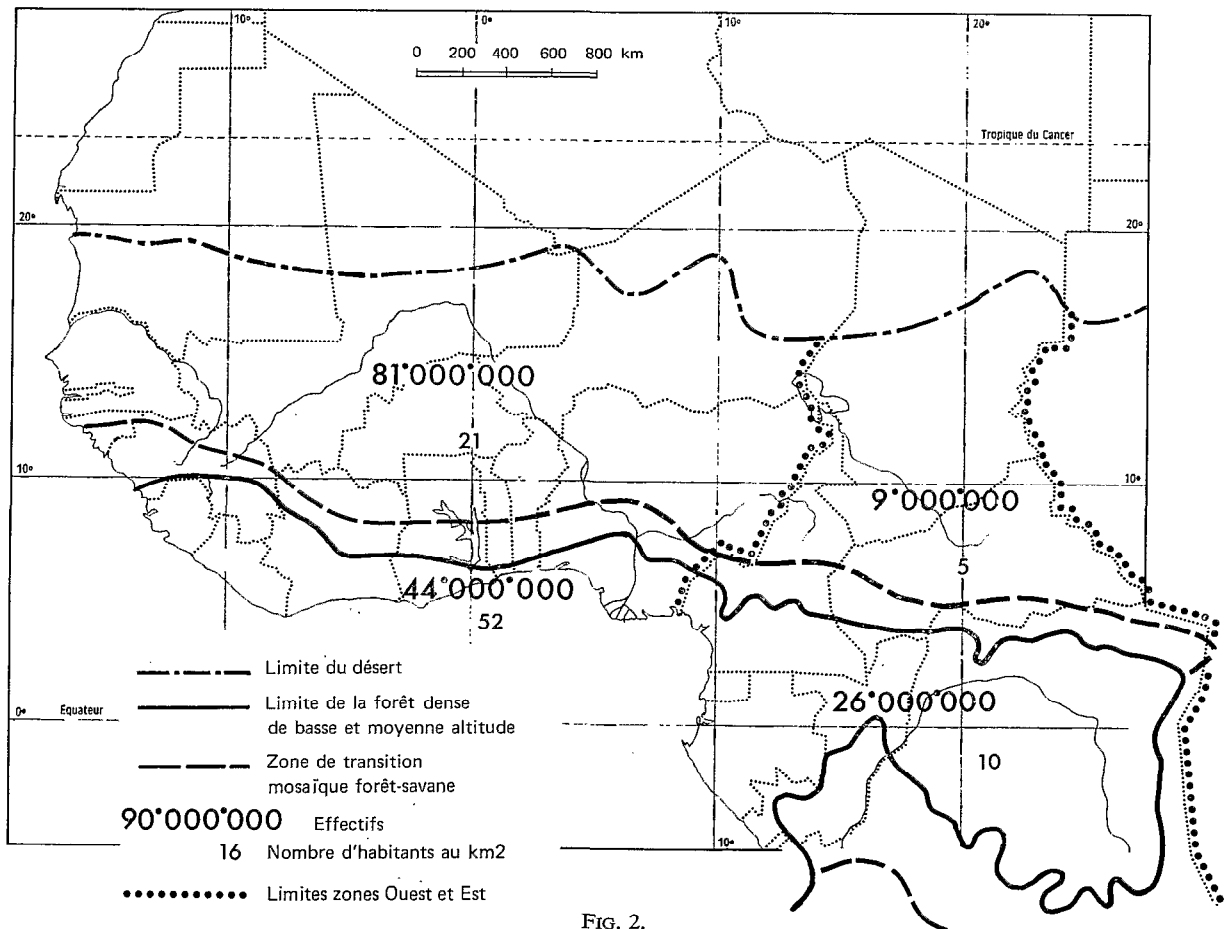 10° 0° 10° 20°
0 200 400 600 800 km
Tropique du Cancer
20° 20°
81°000°000
21
10° 10°
9°000°000
5
44°000°000
52
Limite du désert
Limite de la forêt dense
de basse et moyenne altitude
0° Equateur
26°000°000
10
Zone de transition
mosaïque forêt-savane
90°000°000 Effectifs
16 Nombre d'habitants au km2
10°
Limites zones Ouest et Est
FIG. 2.